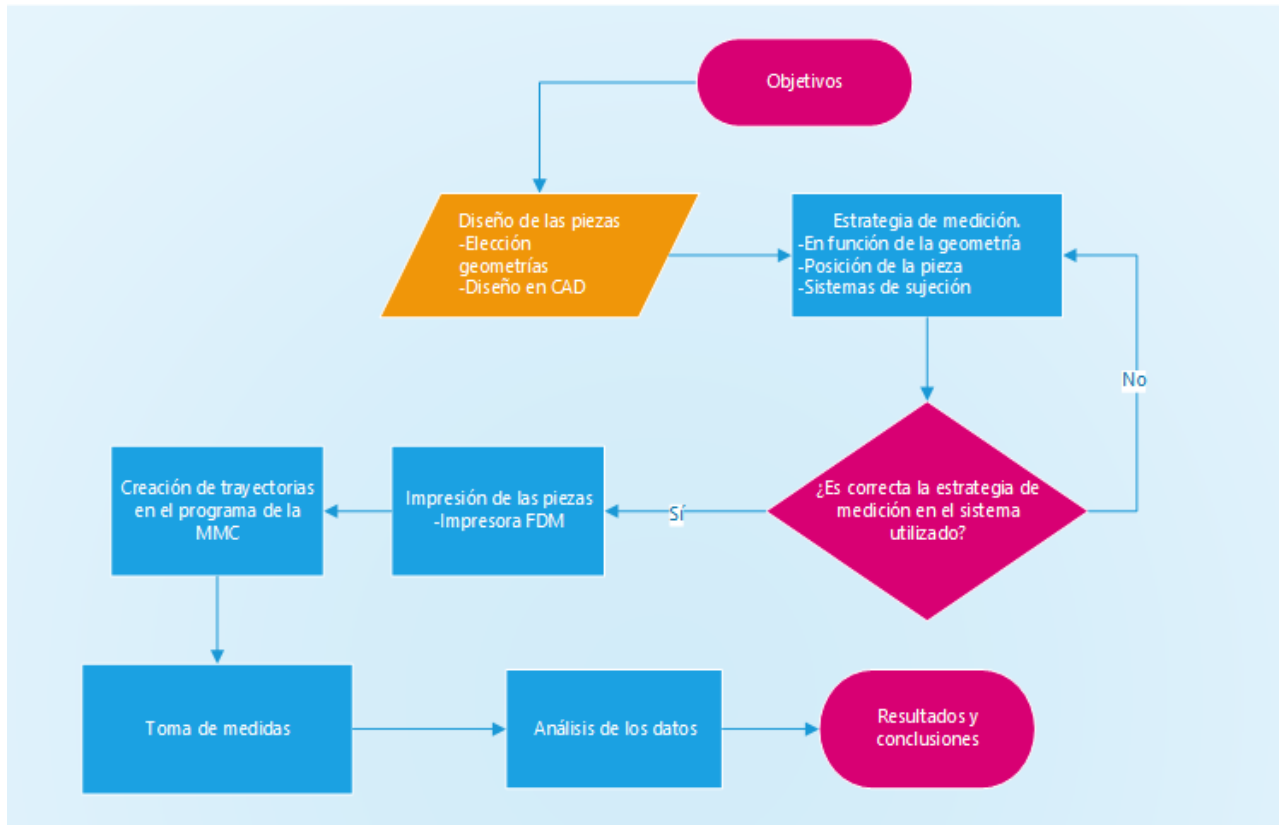 Objetivos
Diseño de las piezas
-Elección
geometrías
-Diseño en CAD
Estrategia de medición.
-En función de la geometría
-Posición de la pieza
-Sistemas de sujeción
No
¿Es correcta la estrategia de
medición en el sistema
utilizado?
Sí
Impresión de las piezas
-Impresora FDM
Creación de trayectorias
en el programa de la
MMC
Toma de medidas
Análisis de los datos
Resultados y
conclusiones